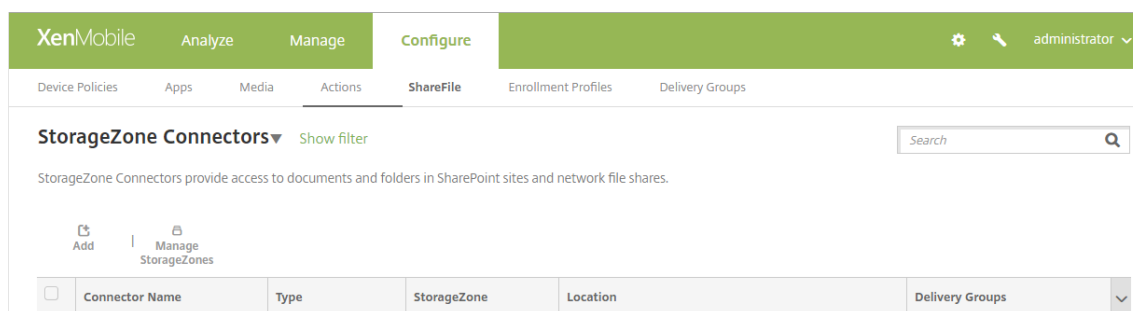 XenMobile Analyze Manage Configure administrator
Device Policies Apps Media Actions ShareFile Enrollment Profiles Delivery Groups
StorageZone Connectors Show filter Search
StorageZone Connectors provide access to documents and folders in SharePoint sites and network file shares.
Add | Manage
StorageZones
Connector Name Type StorageZone Location Delivery Groups